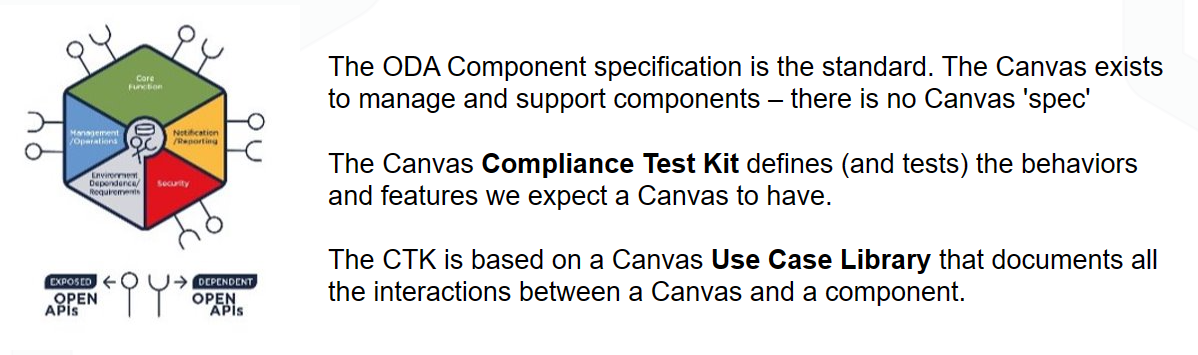 Core
Function
Management
/Operations
Notification
/Reporting
Environment
Dependence/
Requirements
Security
EXPOSED
OPEN
APIs
DEPENDENT
OPEN
APIs
The ODA Component specification is the standard. The Canvas exists
to manage and support components – there is no Canvas 'spec'
The Canvas Compliance Test Kit defines (and tests) the behaviors
and features we expect a Canvas to have.
The CTK is based on a Canvas Use Case Library that documents all
the interactions between a Canvas and a component.